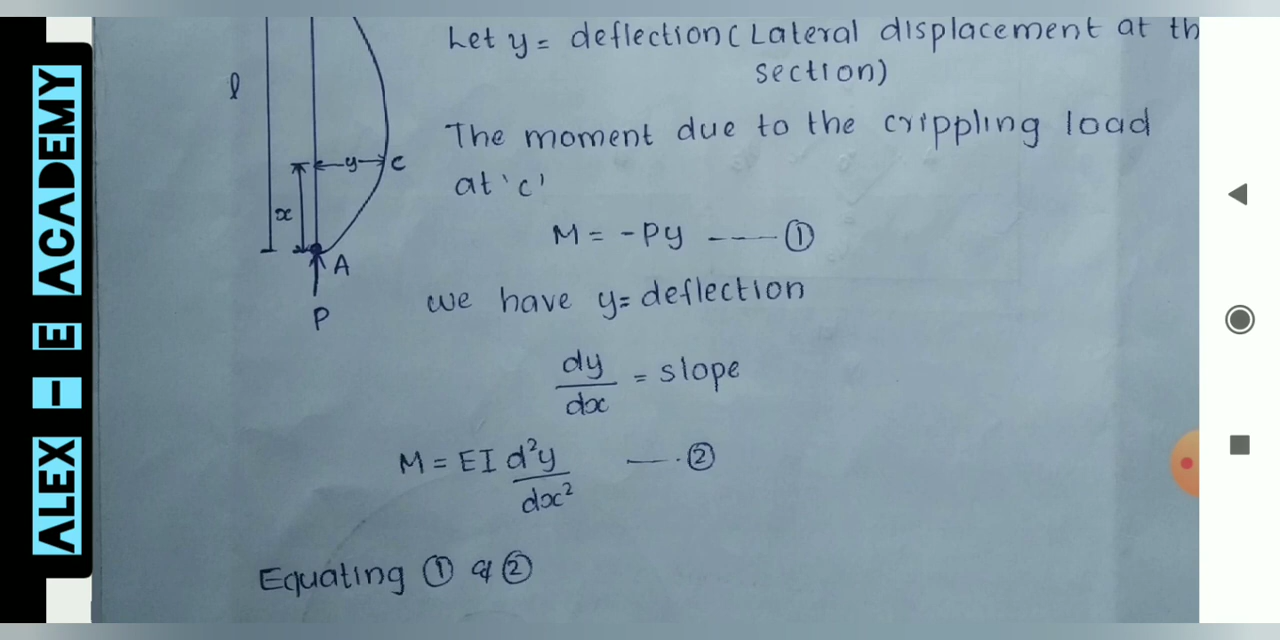 ALEX - E ACADEMY
Let y = deflection (Lateral displacement at th
section)
l
The moment due to the crippling load
at 'c'
y
c
x
M = -Py —— ①
A
we have y = deflection
P
dy/dx = slope
M = EI d²y/dx² —— ②
Equating ① & ②